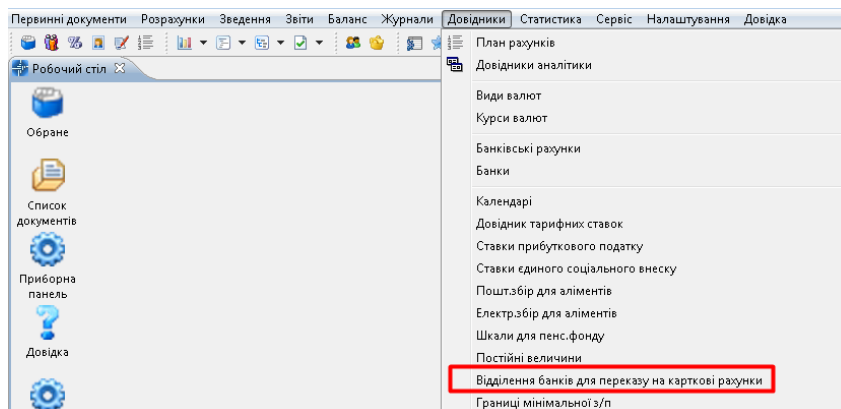 Первинні документи Розрахунки Зведення Звіти Баланс Журнали Довідники Статистика Сервіс Налаштування Довідка
Робочий стіл
Обране
Список
документів
Приборна
панель
Довідка
План рахунків
Довідники аналітики
Види валют
Курси валют
Банківські рахунки
Банки
Календарі
Довідник тарифних ставок
Ставки прибуткового податку
Ставки єдиного соціального внеску
Пошт.збір для аліментів
Електр.збір для аліментів
Шкали для пенс.фонду
Постійні величини
Відділення банків для переказу на карткові рахунки
Границі мінімальної з/п